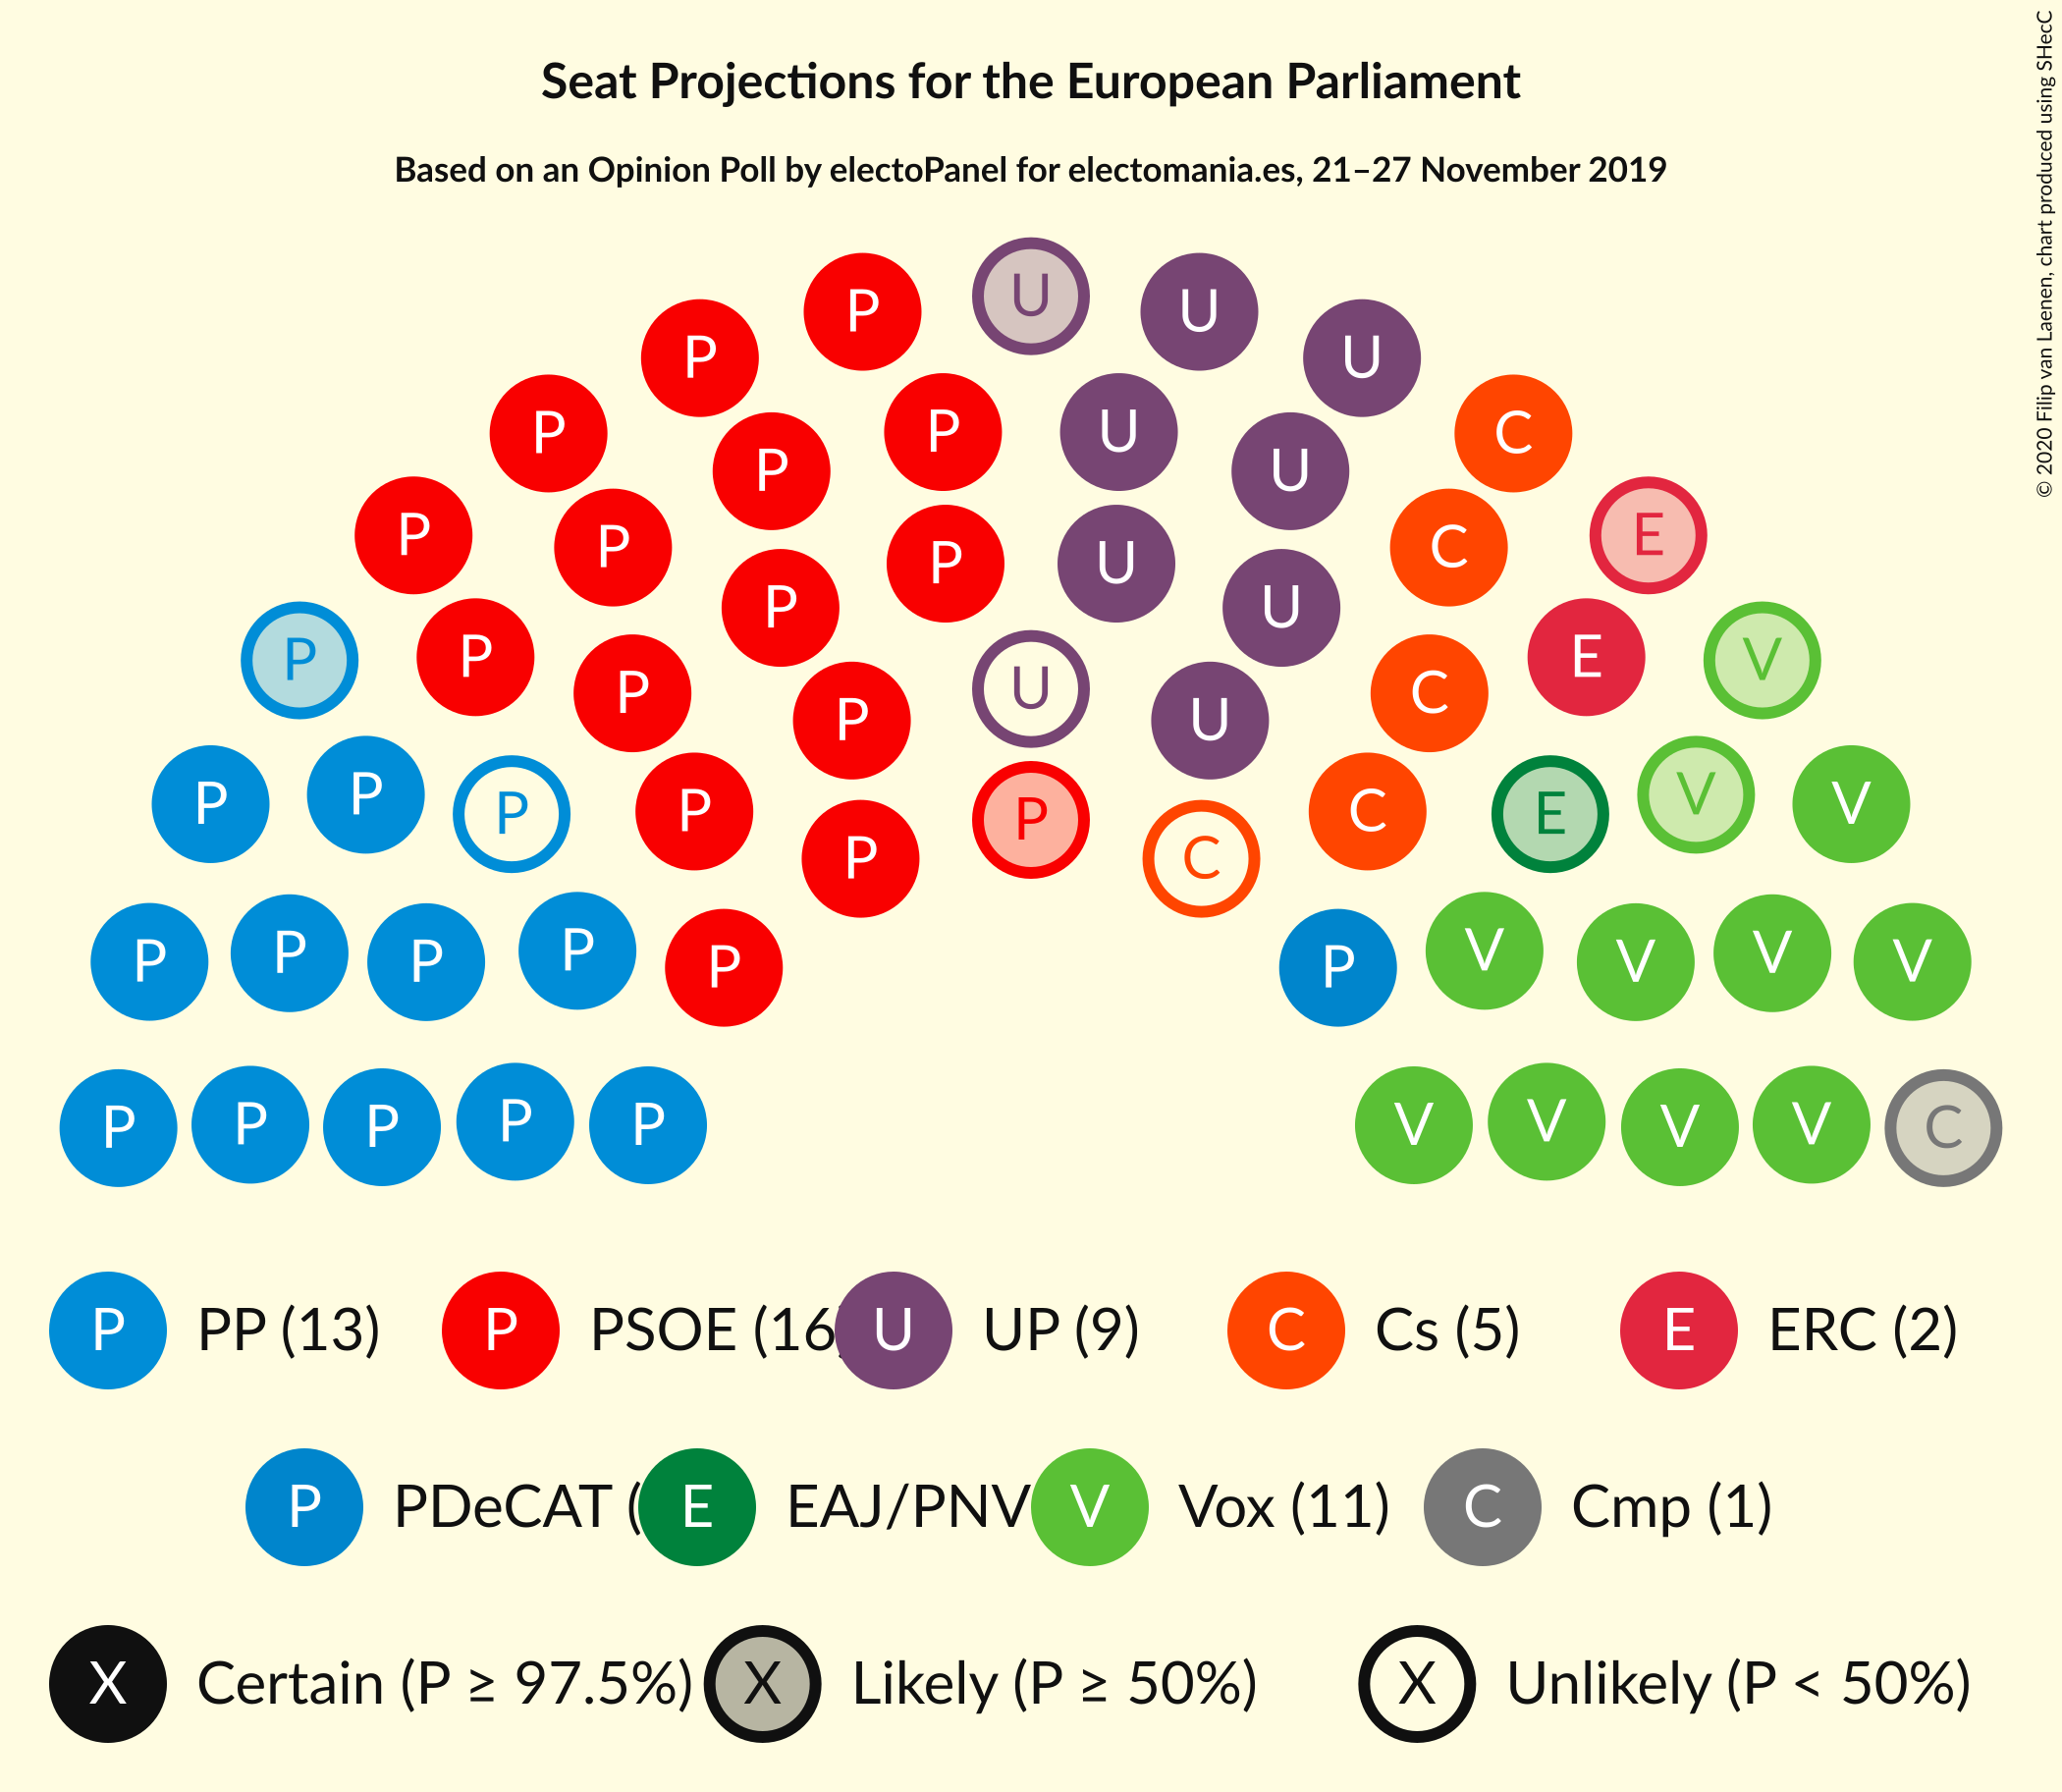 Seat Projections for the European Parliament
Based on an Opinion Poll by electoPanel for electomania.es, 21–27 November 2019
© 2020 Filip van Laenen, chart produced using SHecC
U
P U
P U
P C
P P U
P U
P C
P E
P P U
P U
P E
P V
P U
P C
P P V
P P V
P P E
P C
P C
P P P V
P P V V V
P P P P P V V V V C
P PP (13) P PSOE (16 U UP (9) C Cs (5) E ERC (2)
P PDeCAT ( E EAJ/PNV V Vox (11) C Cmp (1)
X Certain (P ≥ 97.5%) X Likely (P ≥ 50%) X Unlikely (P < 50%)